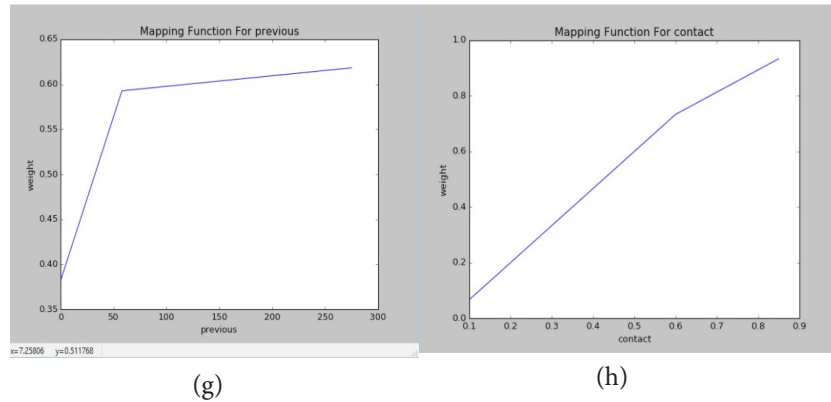 Mapping Function For previous
0.65
0.60
0.55
0.50
0.45
0.40
0.35
weight
0 50 100 150 200 250 300
previous
x=7.25806 y=0.511768
(g)
Mapping Function For contact
1.0
0.8
0.6
0.4
0.2
0.0
weight
0.1 0.2 0.3 0.4 0.5 0.6 0.7 0.8 0.9
contact
(h)